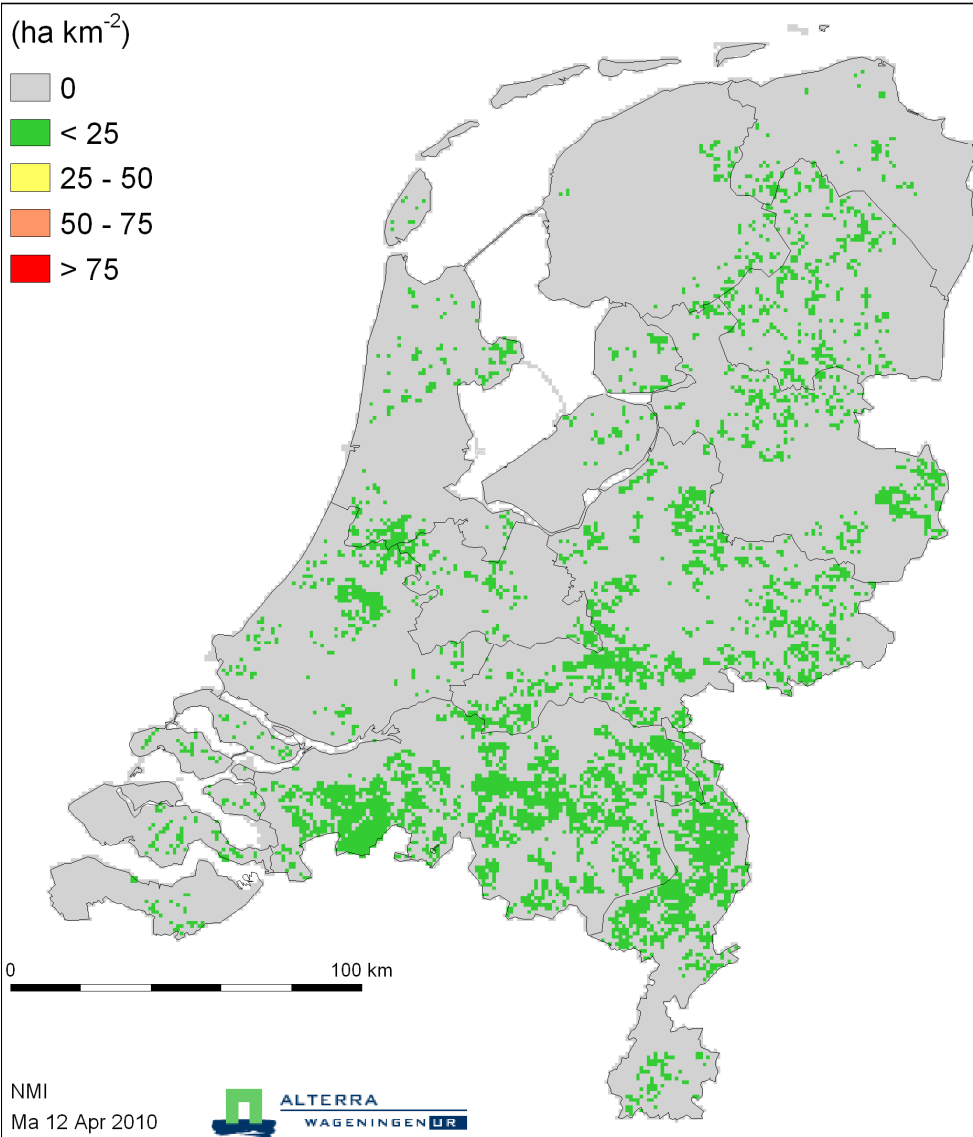 (ha km-2)
0
< 25
25 - 50
50 - 75
> 75
0 100 km
NMI
Ma 12 Apr 2010
ALTERRA
WAGENINGEN UR